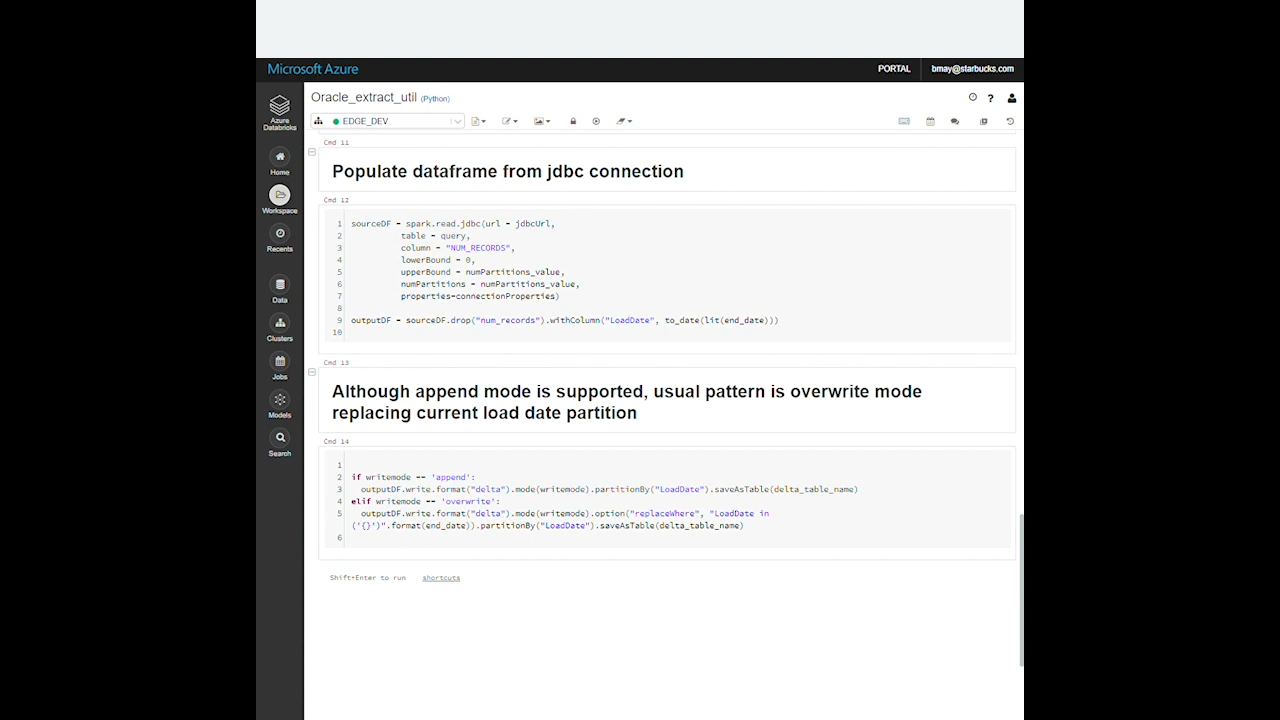 Microsoft Azure
PORTAL
bmay@starbucks.com
Oracle_extract_util (Python)
EDGE_DEV
Azure
Databricks
Home
Workspace
Recents
Data
Clusters
Jobs
Models
Search
Cmd 11
Populate dataframe from jdbc connection
Cmd 12
1 sourceDF = spark.read.jdbc(url = jdbcUrl,
2 table = query,
3 column = "NUM_RECORDS",
4 lowerBound = 0,
5 upperBound = numPartitions_value,
6 numPartitions = numPartitions_value,
7 properties=connectionProperties)
8
9 outputDF = sourceDF.drop("num_records").withColumn("LoadDate", to_date(lit(end_date)))
10
Cmd 13
Although append mode is supported, usual pattern is overwrite mode
replacing current load date partition
Cmd 14
1
2 if writemode == 'append':
3 outputDF.write.format("delta").mode(writemode).partitionBy("LoadDate").saveAsTable(delta_table_name)
4 elif writemode == 'overwrite':
5 outputDF.write.format("delta").mode(writemode).option("replaceWhere", "LoadDate in
('{}')".format(end_date)).partitionBy("LoadDate").saveAsTable(delta_table_name)
6
Shift+Enter to run shortcuts